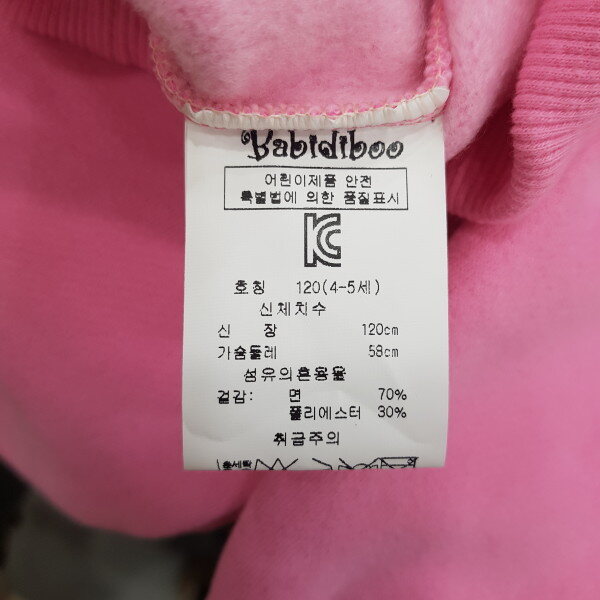 Babidiboo
어린이제품 안전
특별법에 의한 품질표시
KC
호칭 120(4~5세)
신체치수
신 장 120cm
가슴둘레 58cm
섬유의혼용율
겉감: 면 70%
폴리에스터 30%
취급주의